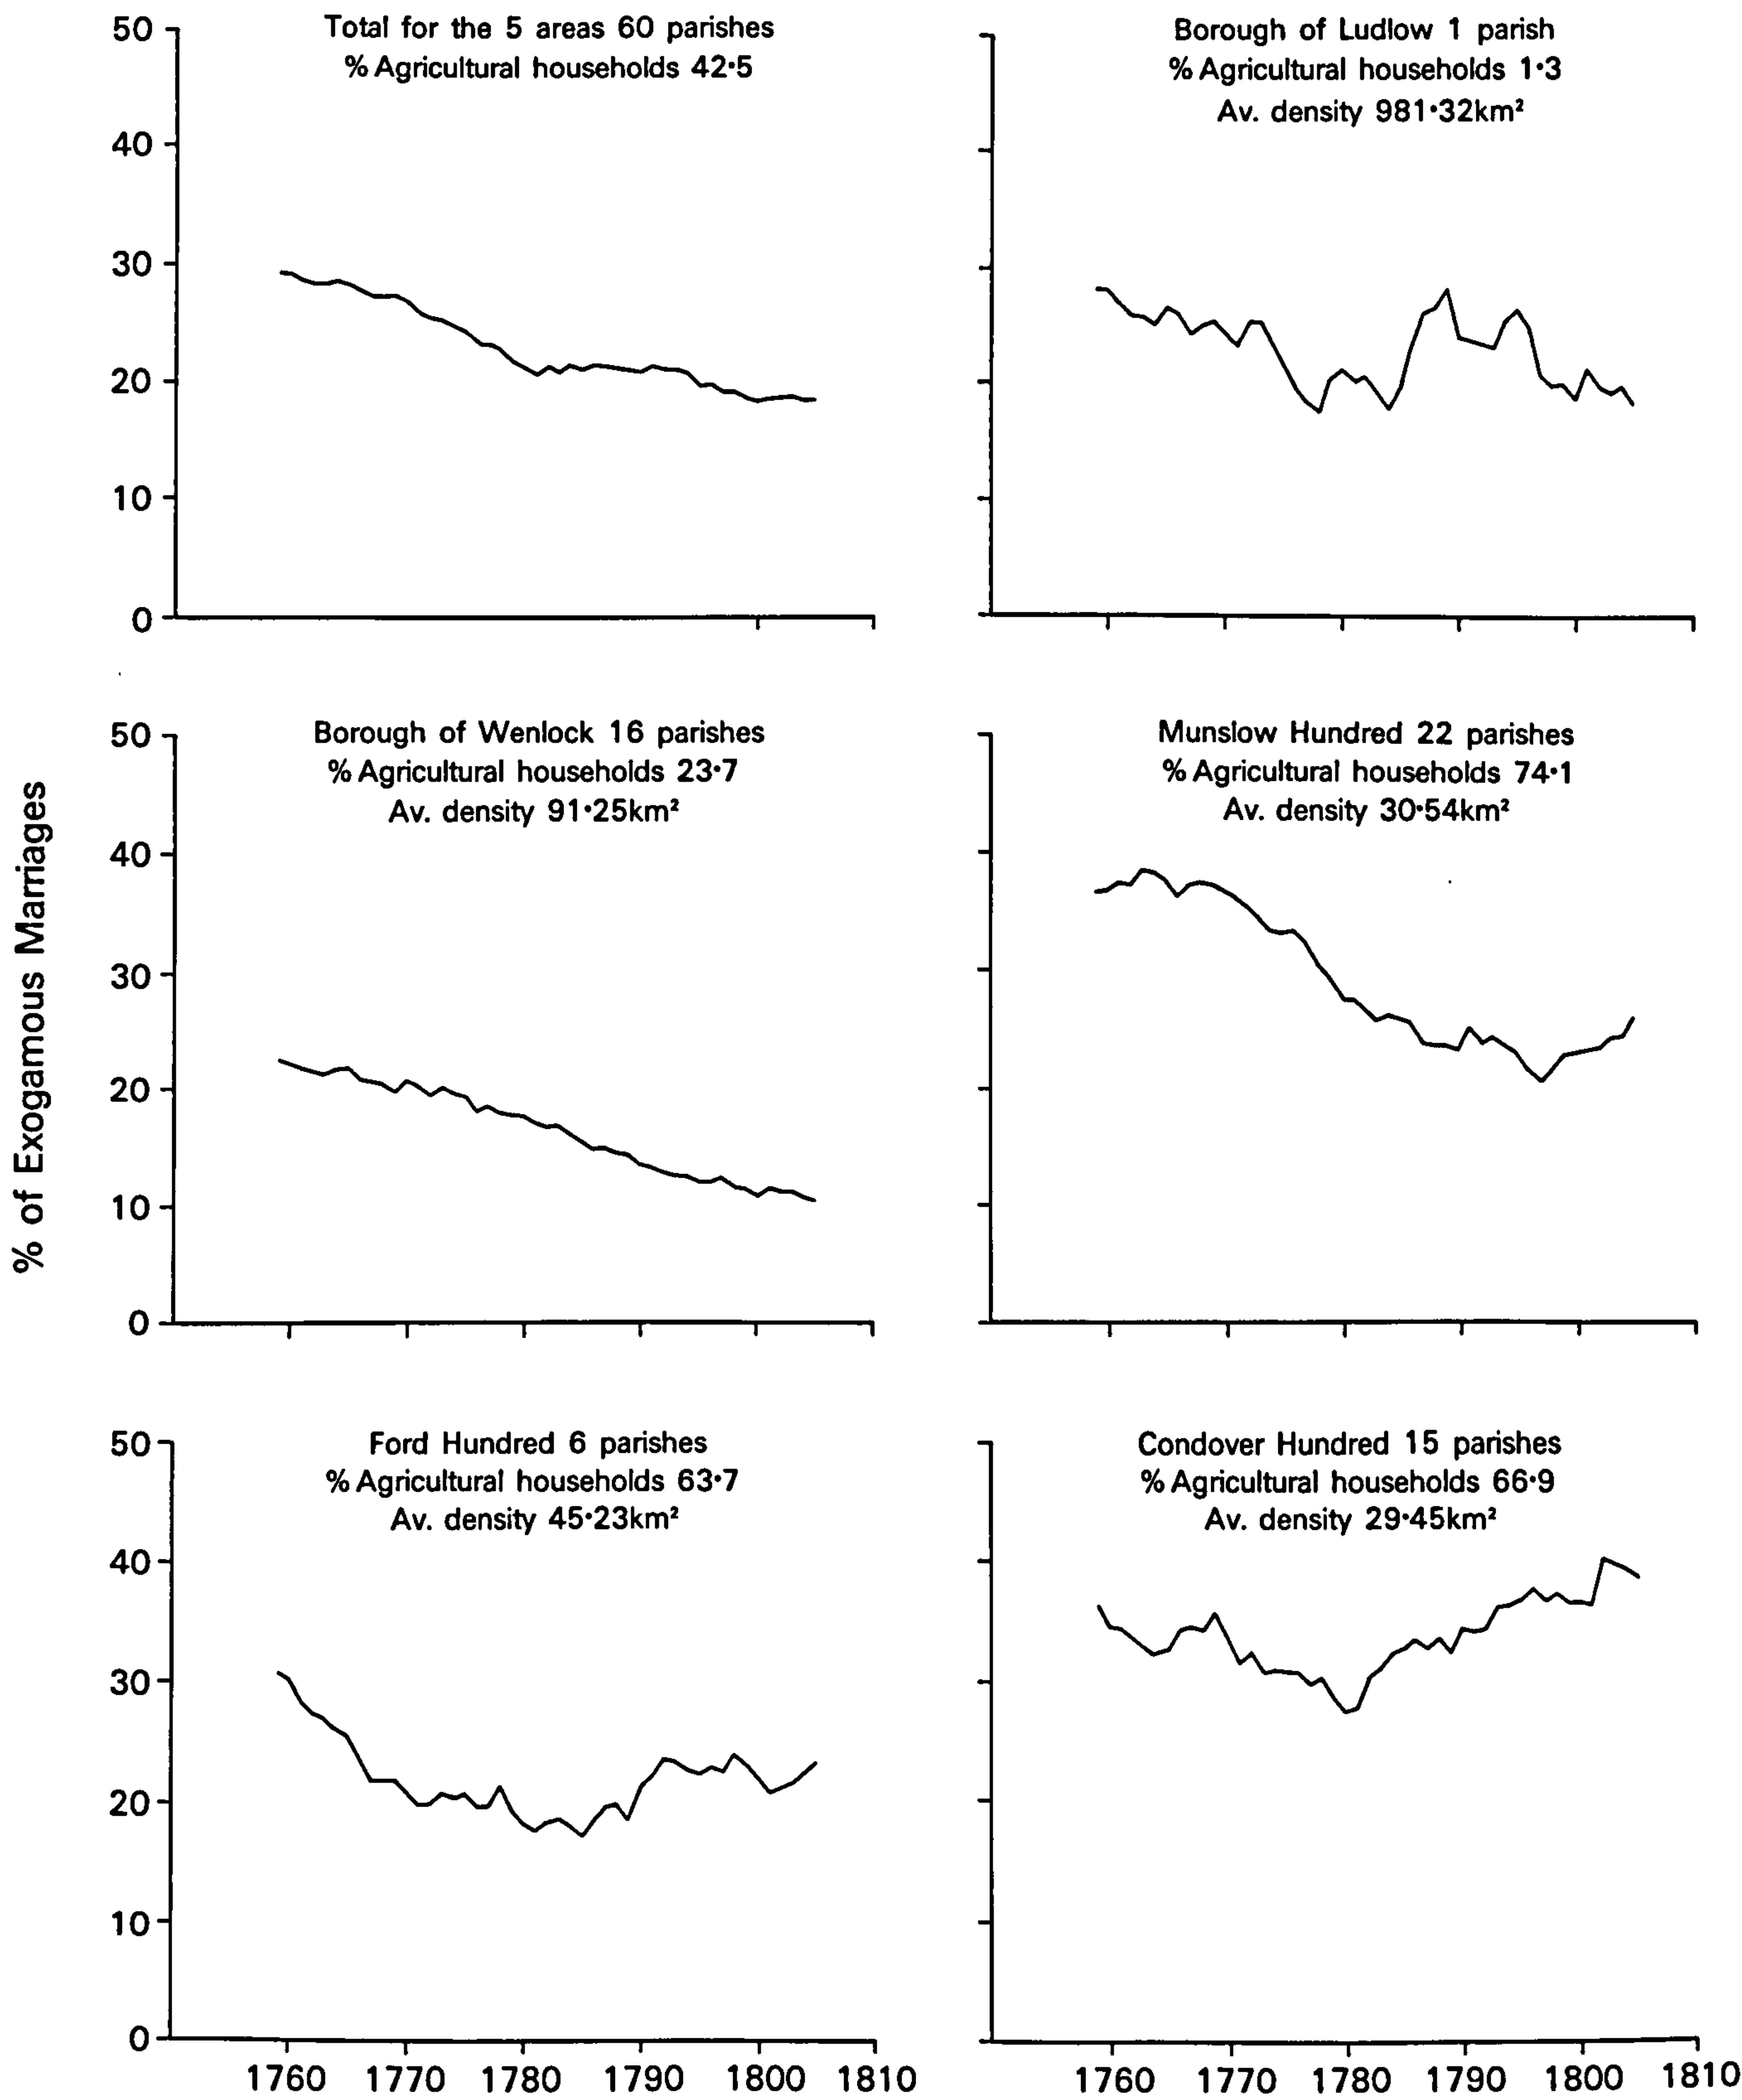 50
40
30
20
10
0
Total for the 5 areas 60 parishes
% Agricultural households 42·5
Borough of Ludlow 1 parish
% Agricultural households 1·3
Av. density 981·32km²
% of Exogamous Marriages
50
40
30
20
10
0
Borough of Wenlock 16 parishes
% Agricultural households 23·7
Av. density 91·25km²
Munslow Hundred 22 parishes
% Agricultural households 74·1
Av. density 30·54km²
50
40
30
20
10
0
Ford Hundred 6 parishes
% Agricultural households 63·7
Av. density 45·23km²
1760 1770 1780 1790 1800 1810
Condover Hundred 15 parishes
% Agricultural households 66·9
Av. density 29·45km²
1760 1770 1780 1790 1800 1810